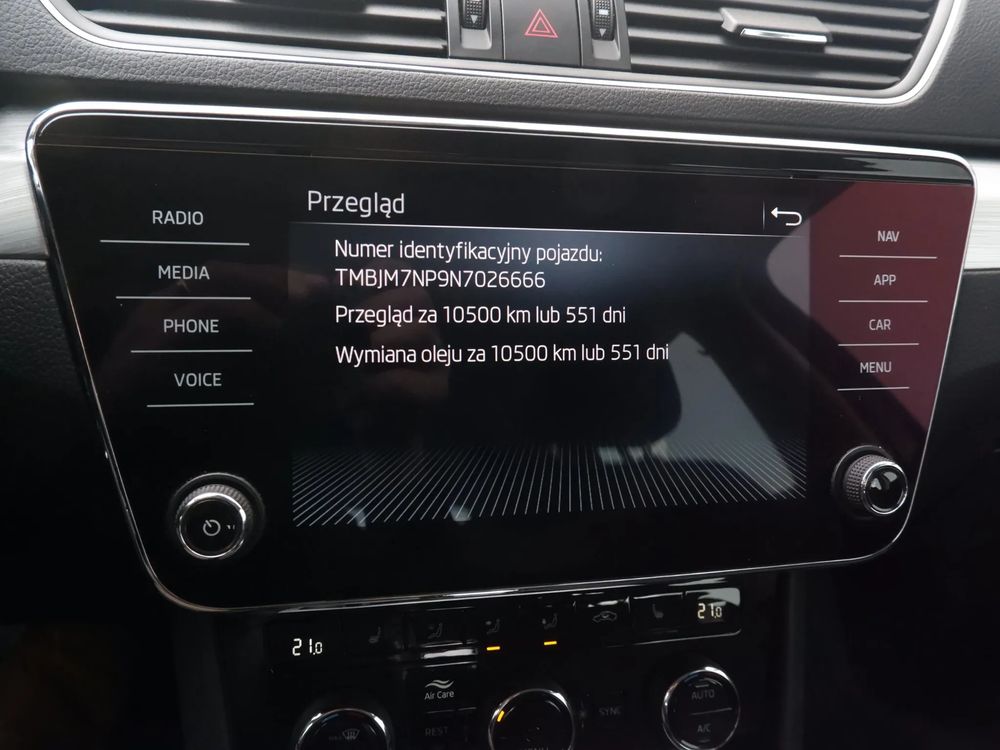 Przegląd
Numer identyfikacyjny pojazdu:
TMBJM7NP9N7026666
Przegląd za 10500 km lub 551 dni
Wymiana oleju za 10500 km lub 551 dni
RADIO
MEDIA
PHONE
VOICE
NAV
APP
CAR
MENU
21.0
21.0
Air Care
REST
SYNC
AUTO
A/C
MENU